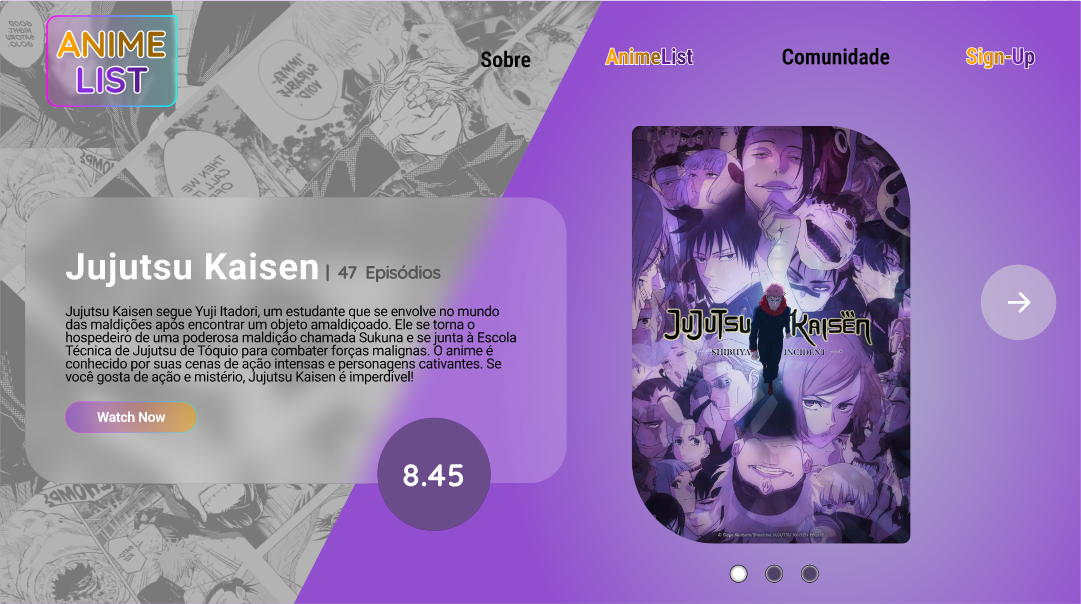 ANIME
LIST
Sobre
AnimeList
Comunidade
Sign-Up
Jujutsu Kaisen | 47 Episódios
Jujutsu Kaisen segue Yuji Itadori, um estudante que se envolve no mundo
das maldições após encontrar um objeto amaldiçoado. Ele se torna o
hospedeiro de uma poderosa maldição chamada Sukuna e se junta à Escola
Técnica de Jujutsu de Tóquio para combater forças malignas. O anime é
conhecido por suas cenas de ação intensas e personagens cativantes. Se
você gosta de ação e mistério, Jujutsu Kaisen é imperdível!
Watch Now
8.45
JUJUTSU KAISEN
SHIBUYA INCIDENT